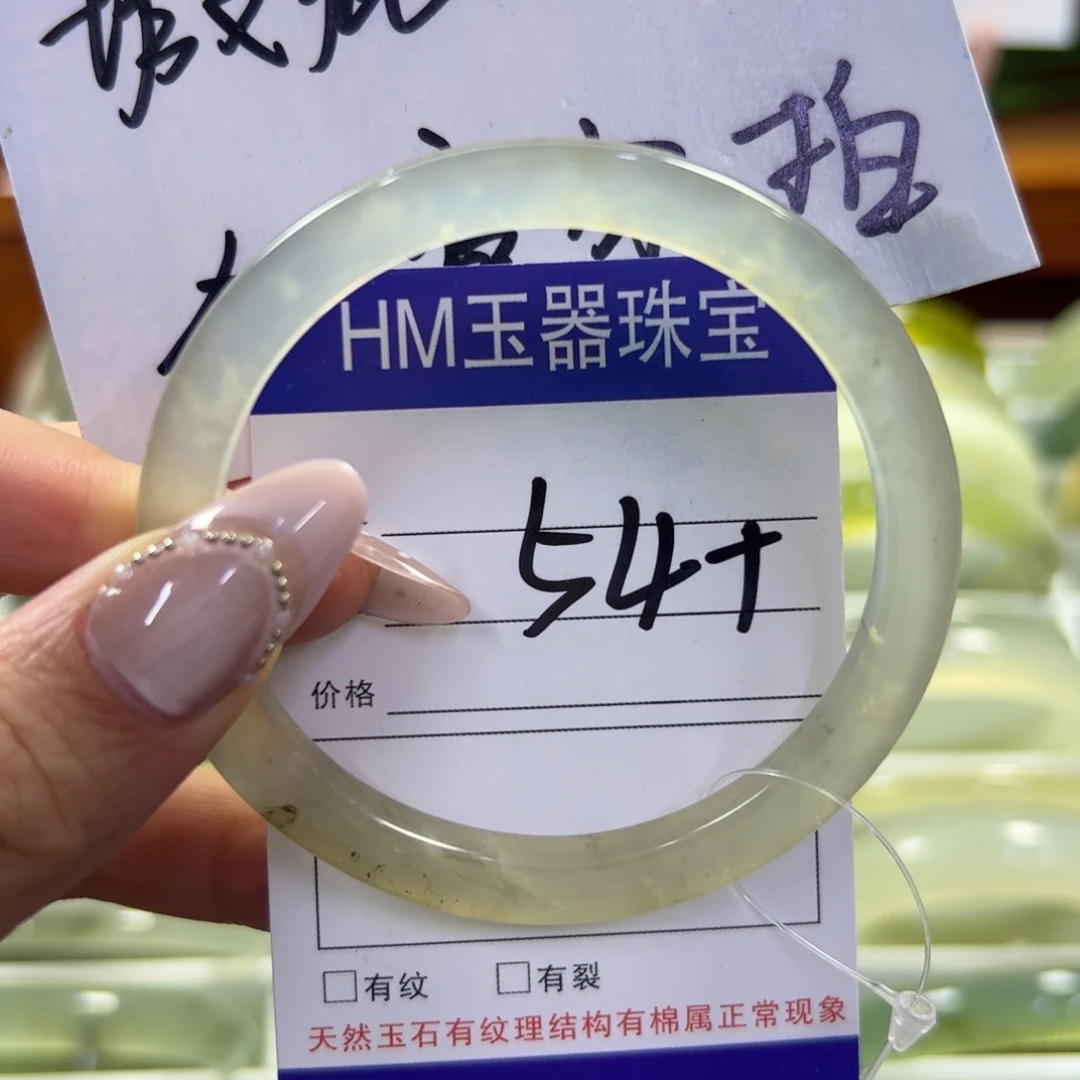 拍
HM玉器珠宝
54+
价格
有纹 有裂
天然玉石有纹理结构有棉属正常现象